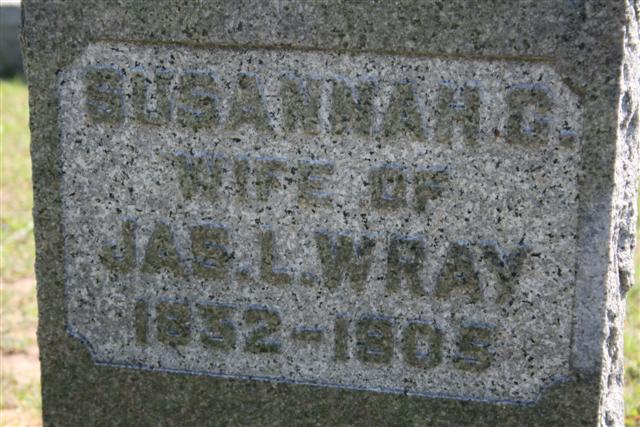 SUSANNAH G.
WIFE OF
JAS. L. WRAY
1832-1905